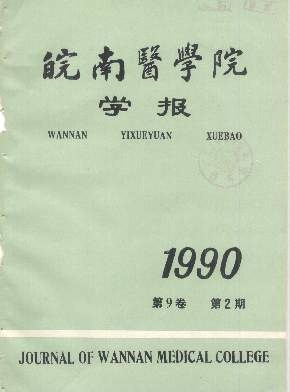 皖南醫學院
学报
WANNAN YIXUEYUAN XUEBAO
1990
第9卷 第2期
JOURNAL OF WANNAN MEDICAL COLLEGE